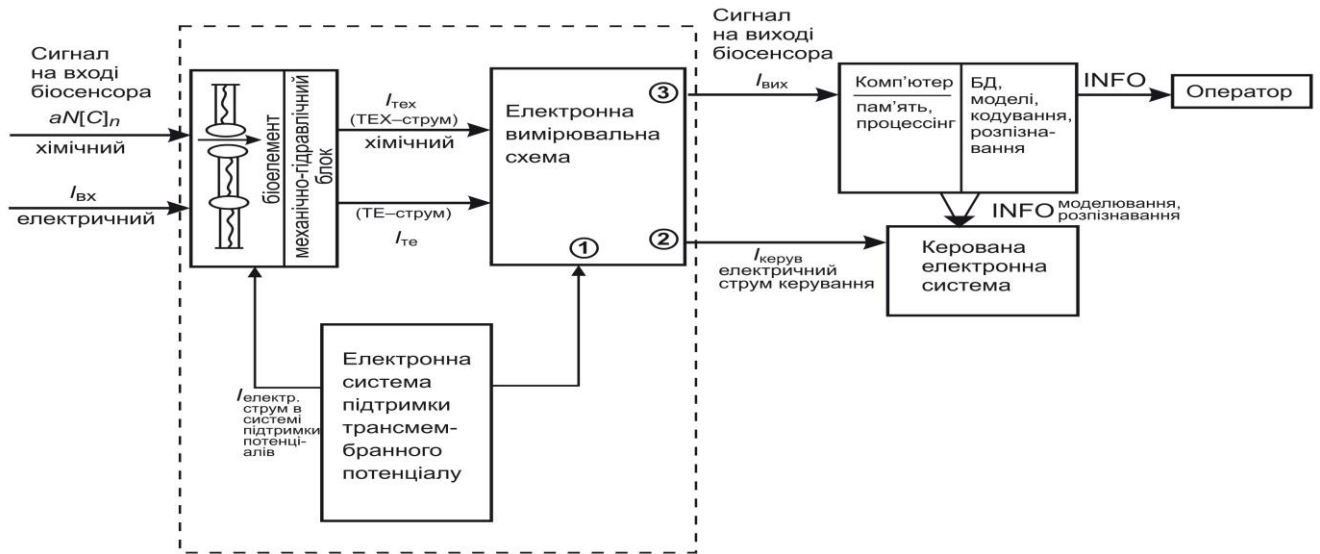 Сигнал
на вході
біосенсора
aN[C]n
хімічний
Iвх
електричний
біоелемент
механічно-гідравлічний
блок
Iтех
(ТЕХ–струм)
хімічний
(ТЕ–струм)
Iте
Електронна
вимірювальна
схема
3
2
1
Електронна
система
підтримки
трансмем-
бранного
потенціалу
Iелектр.
струм в
системі
підтримки
потенці-
алів
Сигнал
на виході
біосенсора
Iвих
Iкерув
електричний
струм керування
Комп’ютер
пам’ять,
процессінг
БД,
моделі,
кодування,
розпізна-
вання
INFO
Оператор
INFO моделювання,
розпізнавання
Керована
електронна
система